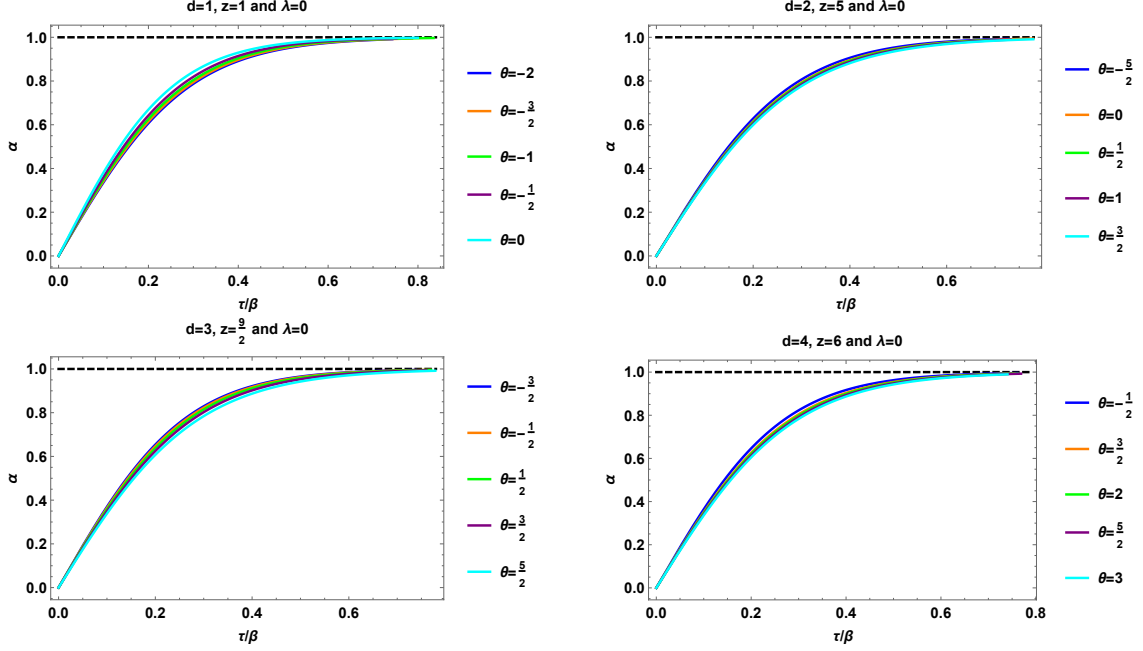 d=1, z=1 and λ=0
1.0
0.8
0.6
0.4
0.2
0.0
α
0.0 0.2 0.4 0.6 0.8
τ/β
θ=-2
θ=-3/2
θ=-1
θ=-1/2
θ=0
d=2, z=5 and λ=0
1.0
0.8
0.6
0.4
0.2
0.0
α
0.0 0.2 0.4 0.6
τ/β
θ=-5/2
θ=0
θ=1/2
θ=1
θ=3/2
d=3, z=9/2 and λ=0
1.0
0.8
0.6
0.4
0.2
0.0
α
0.0 0.2 0.4 0.6
τ/β
θ=-3/2
θ=-1/2
θ=1/2
θ=3/2
θ=5/2
d=4, z=6 and λ=0
1.0
0.8
0.6
0.4
0.2
0.0
α
0.0 0.2 0.4 0.6 0.8
τ/β
θ=-1/2
θ=3/2
θ=2
θ=5/2
θ=3